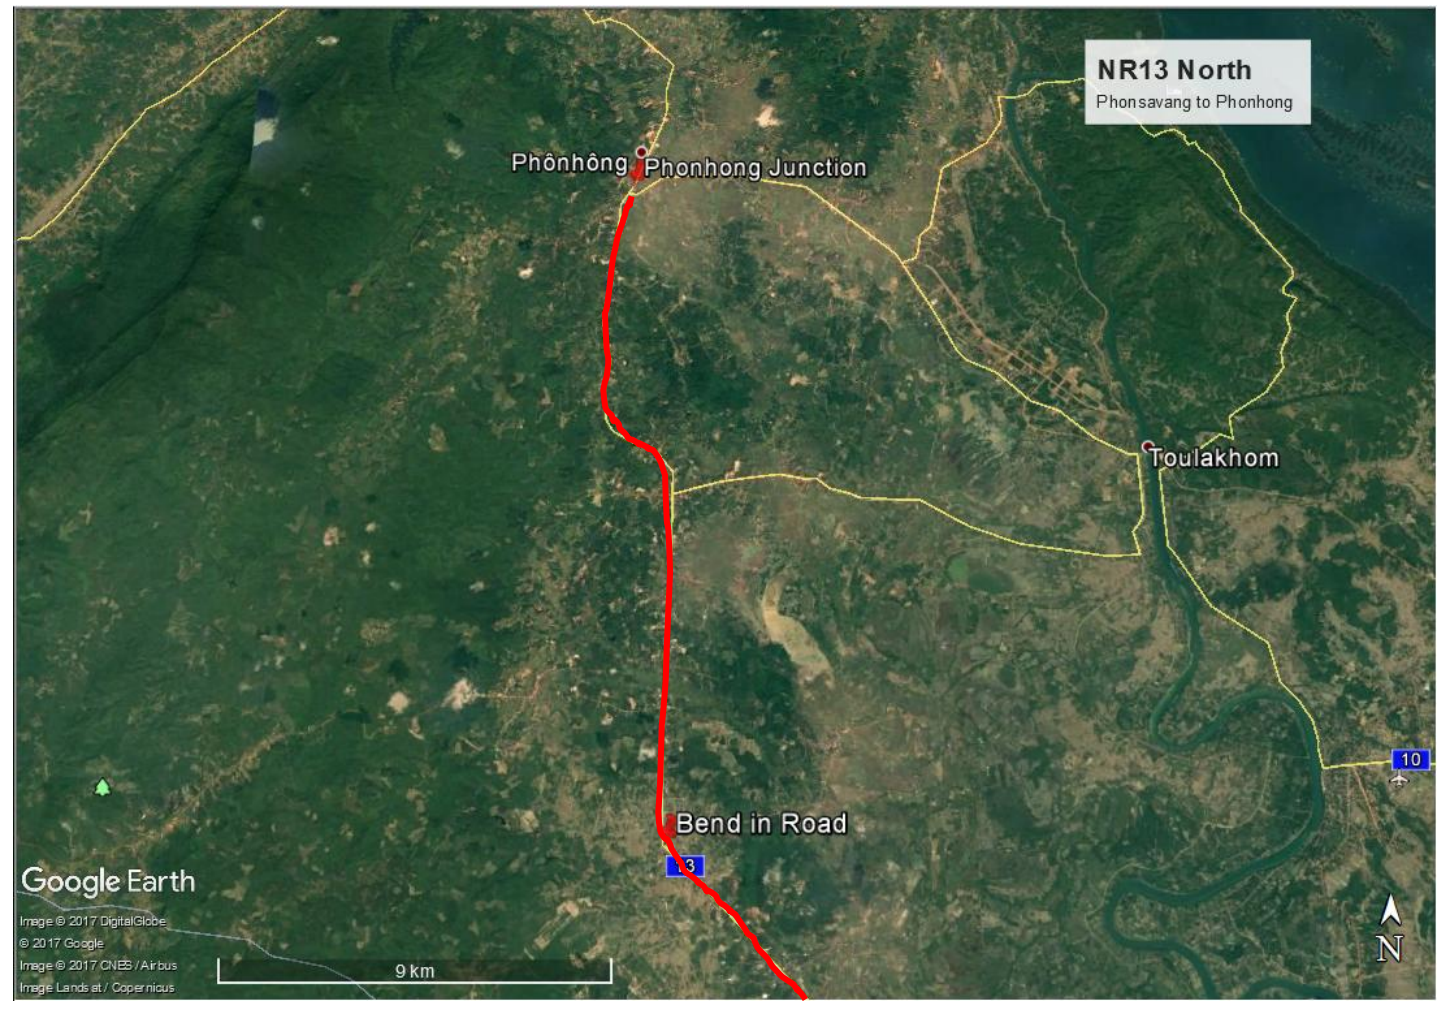 NR13 North
Phonsavang to Phonhong
Phônhông
Phonhong Junction
Toulakhom
10
Bend in Road
13
Google Earth
Image © 2017 DigitalGlobe
© 2017 Google
Image © 2017 CNES / Airbus
Image Landsat / Copernicus
9 km
N